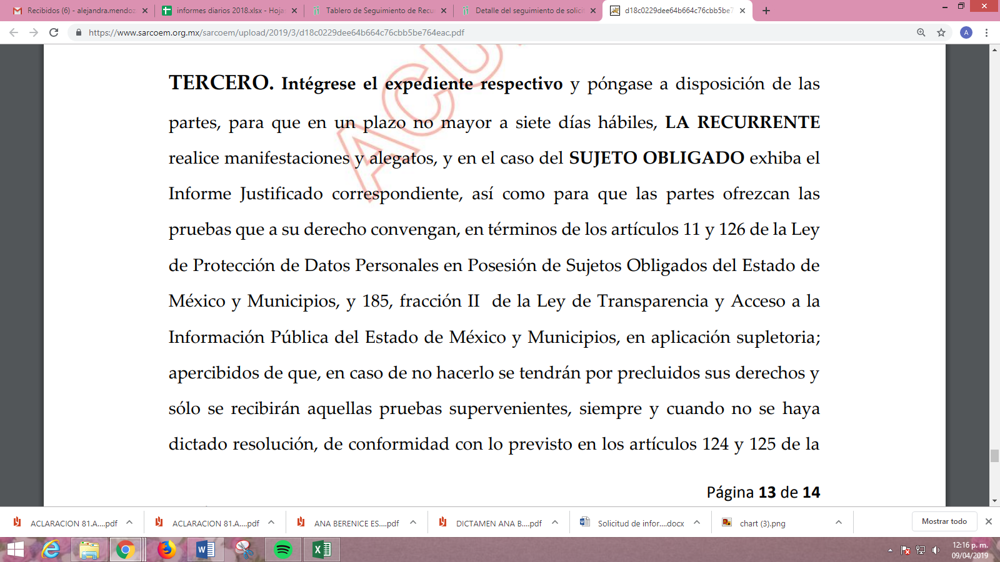 Recibidos (6) - alejandra.mendoz
informes diarios 2018.xlsx - Hoja
Tablero de Seguimiento de Recu
Detalle del seguimiento de solici
d18c0229dee64b664c76cbb5be7
https://www.sarcoem.org.mx/sarcoem/upload/2019/3/d18c0229dee64b664c76cbb5be764eac.pdf
A
ACU
TERCERO. Intégrese el expediente respectivo y póngase a disposición de las
partes, para que en un plazo no mayor a siete días hábiles, LA RECURRENTE
realice manifestaciones y alegatos, y en el caso del SUJETO OBLIGADO exhiba el
Informe Justificado correspondiente, así como para que las partes ofrezcan las
pruebas que a su derecho convengan, en términos de los artículos 11 y 126 de la Ley
de Protección de Datos Personales en Posesión de Sujetos Obligados del Estado de
México y Municipios, y 185, fracción II de la Ley de Transparencia y Acceso a la
Información Pública del Estado de México y Municipios, en aplicación supletoria;
apercibidos de que, en caso de no hacerlo se tendrán por precluidos sus derechos y
sólo se recibirán aquellas pruebas supervenientes, siempre y cuando no se haya
dictado resolución, de conformidad con lo previsto en los artículos 124 y 125 de la
Página 13 de 14
ACLARACION 81.A....pdf
ACLARACION 81.A....pdf
ANA BERENICE ES....pdf
DICTAMEN ANA B....pdf
Solicitud de infor....docx
chart (3).png
Mostrar todo
12:16 p. m.
09/04/2019